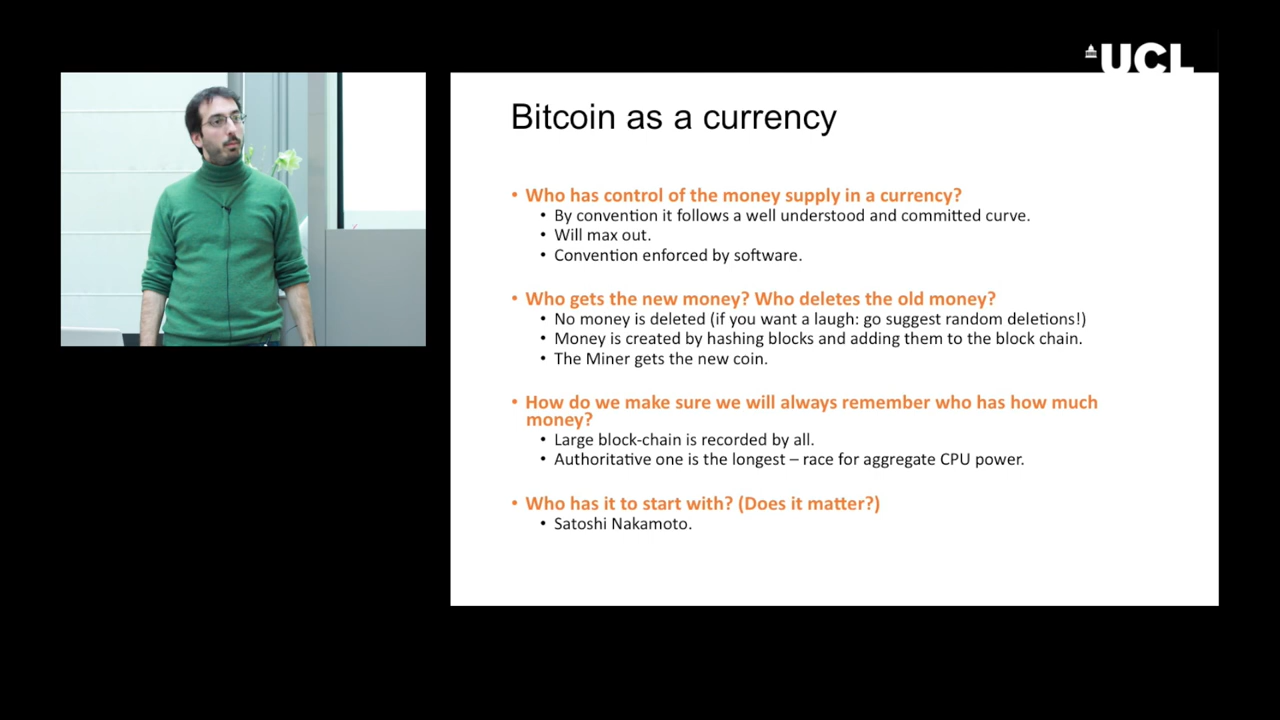 UCL
Bitcoin as a currency
• Who has control of the money supply in a currency?
• By convention it follows a well understood and committed curve.
• Will max out.
• Convention enforced by software.
• Who gets the new money? Who deletes the old money?
• No money is deleted (if you want a laugh: go suggest random deletions!)
• Money is created by hashing blocks and adding them to the block chain.
• The Miner gets the new coin.
• How do we make sure we will always remember who has how much
money?
• Large block-chain is recorded by all.
• Authoritative one is the longest – race for aggregate CPU power.
• Who has it to start with? (Does it matter?)
• Satoshi Nakamoto.